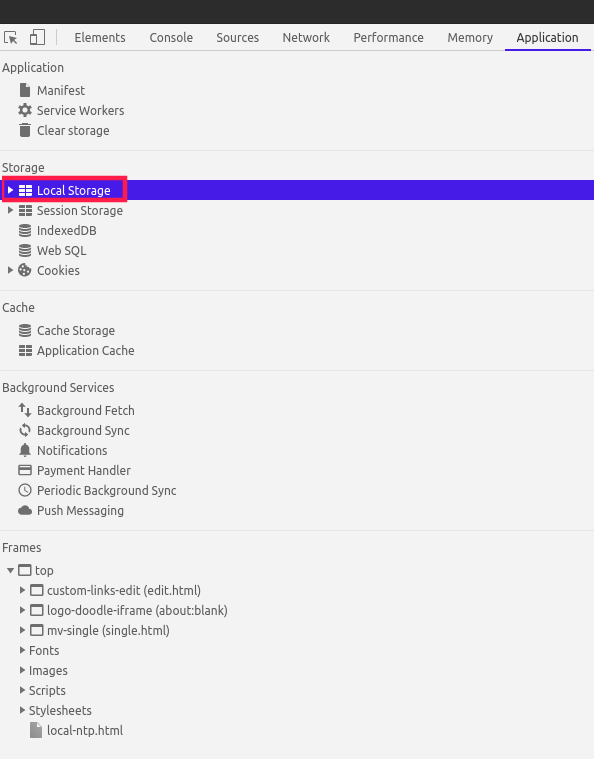 Elements Console Sources Network Performance Memory Application
Application
Manifest
Service Workers
Clear storage
Storage
Local Storage
Session Storage
IndexedDB
Web SQL
Cookies
Cache
Cache Storage
Application Cache
Background Services
Background Fetch
Background Sync
Notifications
Payment Handler
Periodic Background Sync
Push Messaging
Frames
top
custom-links-edit (edit.html)
logo-doodle-iframe (about:blank)
mv-single (single.html)
Fonts
Images
Scripts
Stylesheets
local-ntp.html